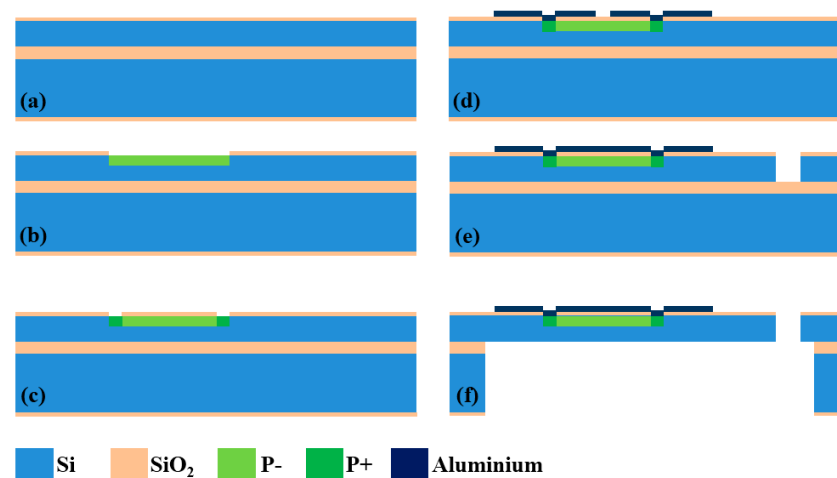 (a)
(b)
(c)
(d)
(e)
(f)
Si SiO₂ P- P+ Aluminium